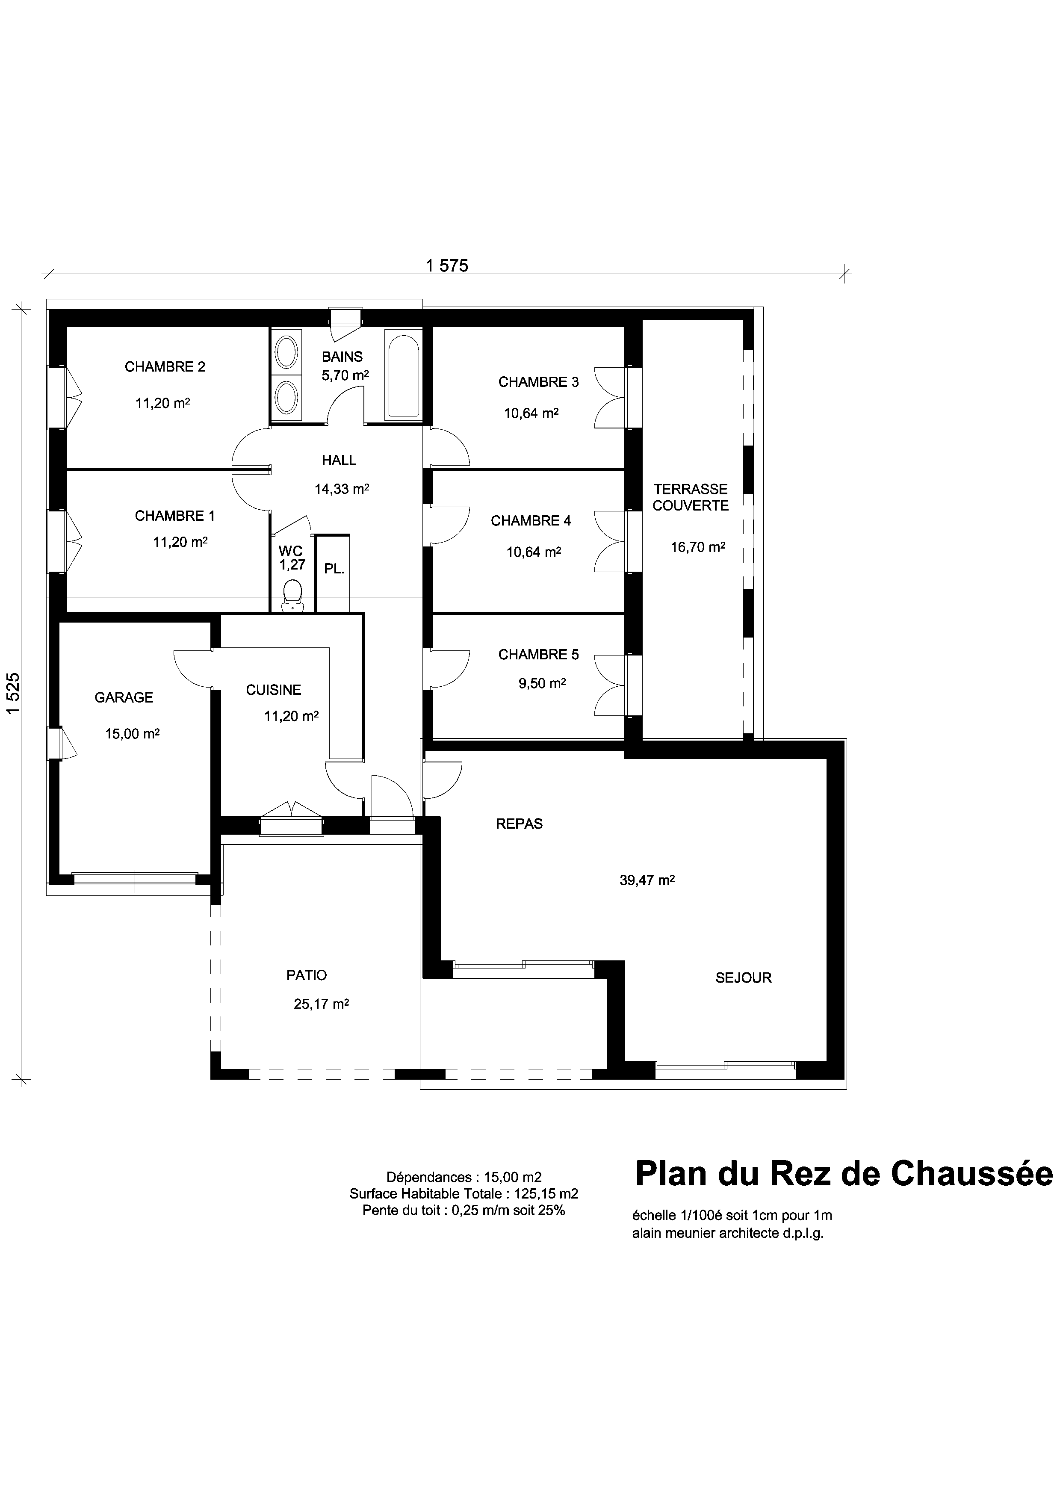 1 575
BAINS
5,70 m²
CHAMBRE 2
11,20 m²
CHAMBRE 3
10,64 m²
HALL
14,33 m²
TERRASSE
COUVERTE
16,70 m²
CHAMBRE 1
11,20 m²
CHAMBRE 4
10,64 m²
WC
1,27
PL.
CHAMBRE 5
9,50 m²
1 525
GARAGE
15,00 m²
CUISINE
11,20 m²
REPAS
39,47 m²
PATIO
25,17 m²
SEJOUR
Dépendances : 15,00 m2
Surface Habitable Totale : 125,15 m2
Pente du toit : 0,25 m/m soit 25%
Plan du Rez de Chaussée
échelle 1/100é soit 1cm pour 1m
alain meunier architecte d.p.l.g.